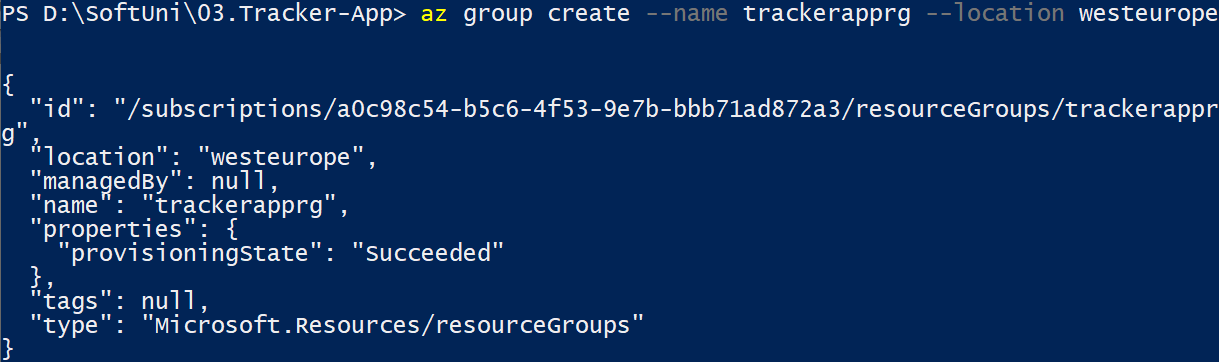 PS D:\SoftUni\03.Tracker-App> az group create --name trackerapprg --location westeurope
{
  "id": "/subscriptions/a0c98c54-b5c6-4f53-9e7b-bbb71ad872a3/resourceGroups/trackerappr
g",
  "location": "westeurope",
  "managedBy": null,
  "name": "trackerapprg",
  "properties": {
    "provisioningState": "Succeeded"
  },
  "tags": null,
  "type": "Microsoft.Resources/resourceGroups"
}